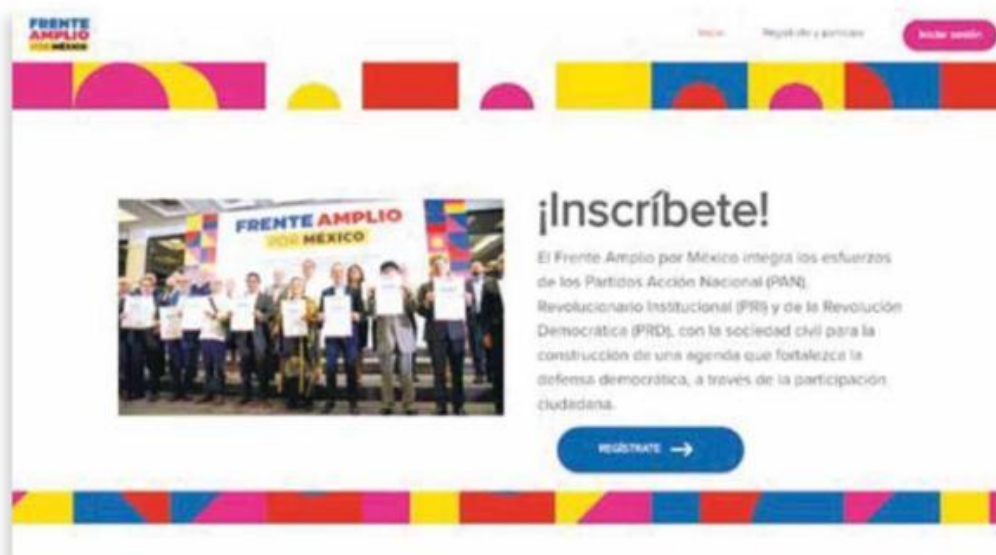 FRENTE
AMPLIO
POR MÉXICO
Inicio
Regístrate y participa
Iniciar sesión
FRENTE AMPLIO
POR MÉXICO
¡Inscríbete!
El Frente Amplio por México integra los esfuerzos
de los Partidos Acción Nacional (PAN),
Revolucionario Institucional (PRI) y de la Revolución
Democrática (PRD), con la sociedad civil para la
construcción de una agenda que fortalezca la
defensa democrática, a través de la participación
ciudadana.
REGÍSTRATE